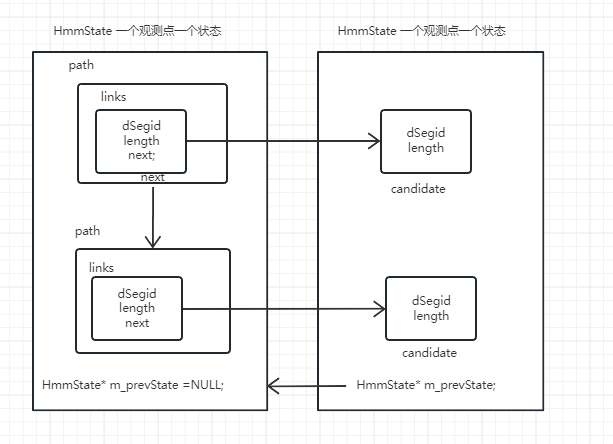 HmmState 一个观测点一个状态
path
links
dSegid
length
next;
next
path
links
dSegid
length
next
HmmState* m_prevState =NULL;
HmmState 一个观测点一个状态
dSegid
length
candidate
dSegid
length
candidate
HmmState* m_prevState;